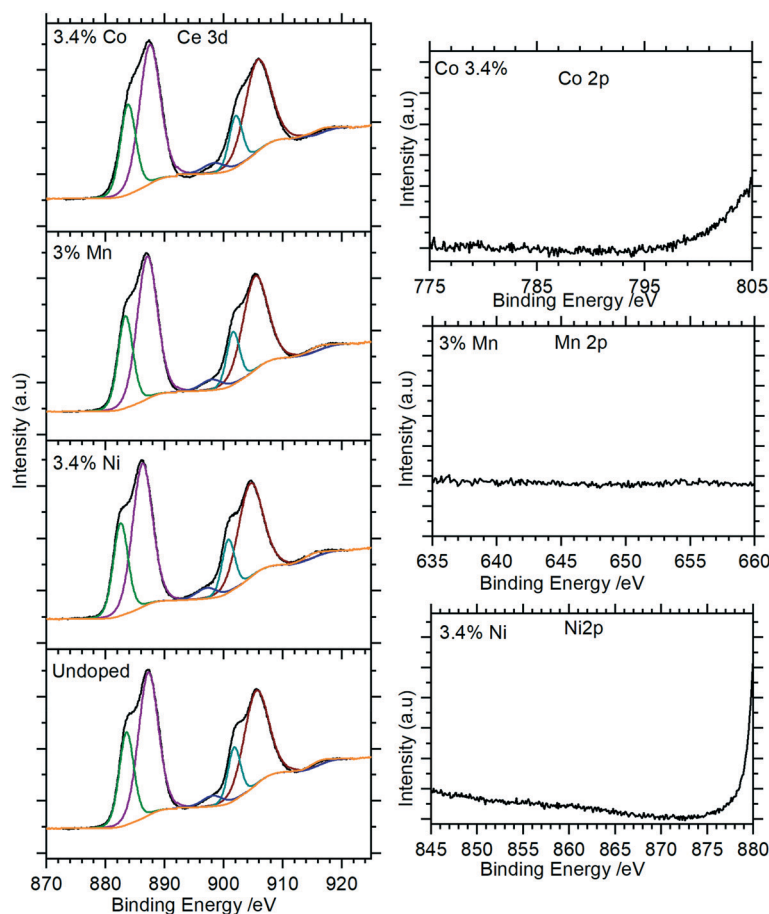 3.4% Co Ce 3d
3% Mn
3.4% Ni
Undoped
Intensity (a.u)
870 880 890 900 910 920
Binding Energy /eV
Co 3.4% Co 2p
Intensity (a.u)
775 785 795 805
Binding Energy /eV
3% Mn Mn 2p
Intensity (a.u)
635 640 645 650 655 660
Binding Energy /eV
3.4% Ni Ni2p
Intensity (a.u)
845 850 855 860 865 870 875 880
Binding Energy /eV